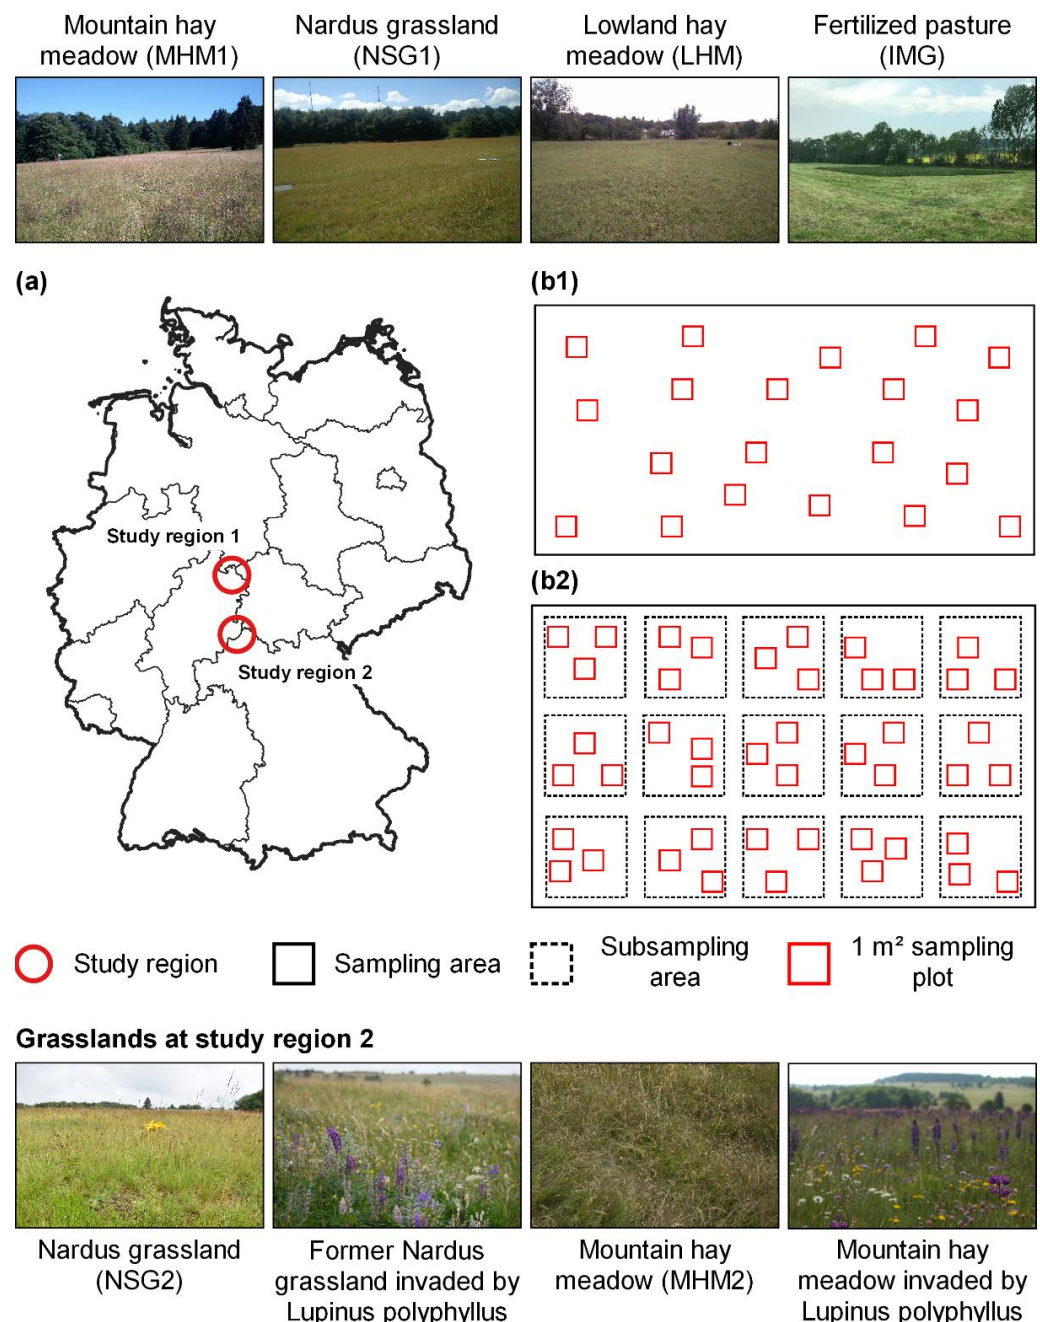 Mountain hay
meadow (MHM1)
Nardus grassland
(NSG1)
Lowland hay
meadow (LHM)
Fertilized pasture
(IMG)
(a)
(b1)
Study region 1
Study region 2
(b2)
Study region
Sampling area
Subsampling
area
1 m² sampling
plot
Grasslands at study region 2
Nardus grassland
(NSG2)
Former Nardus
grassland invaded by
Lupinus polyphyllus
Mountain hay
meadow (MHM2)
Mountain hay
meadow invaded by
Lupinus polyphyllus